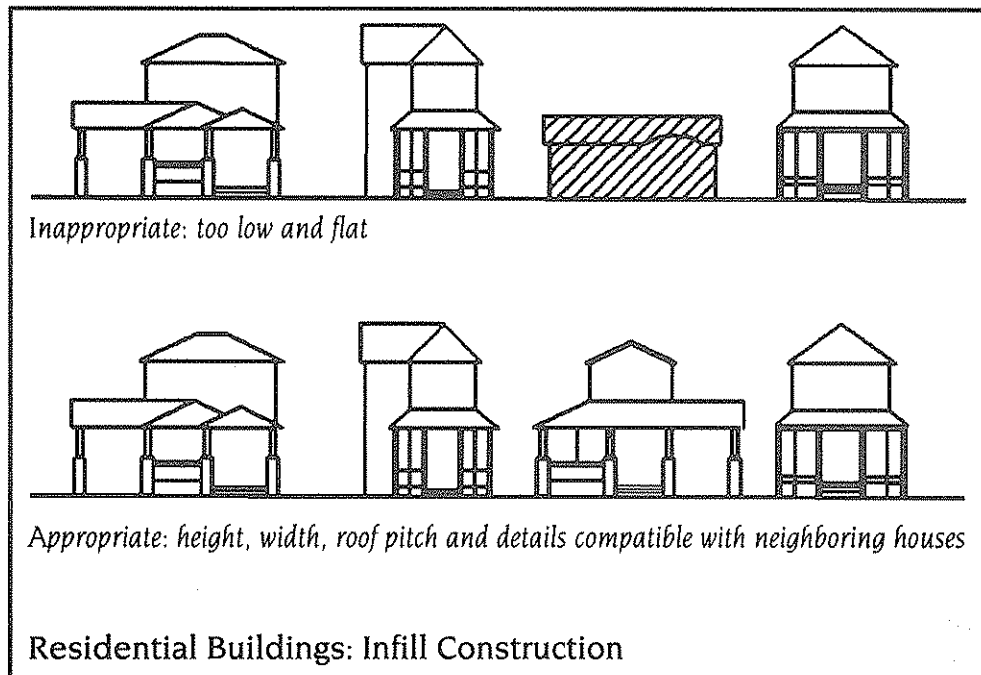 Inappropriate: too low and flat
Appropriate: height, width, roof pitch and details compatible with neighboring houses
Residential Buildings: Infill Construction